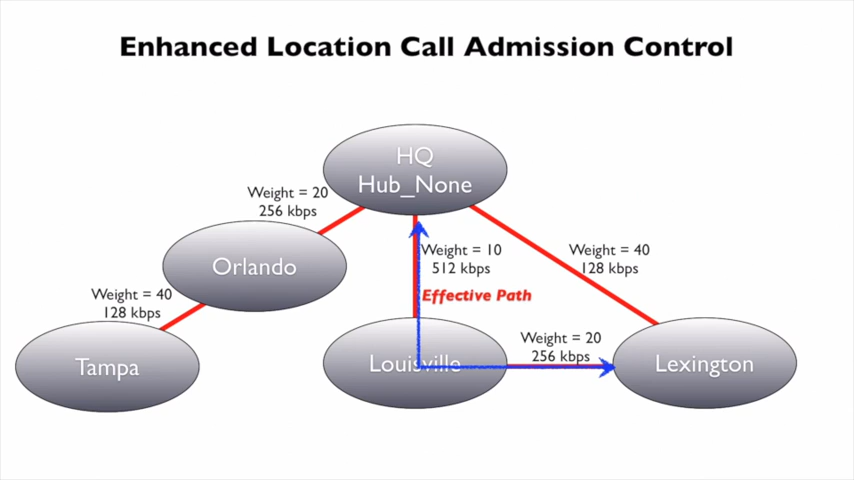 Enhanced Location Call Admission Control
HQ
Hub_None
Weight = 20
256 kbps
Orlando
Weight = 10
512 kbps
Weight = 40
128 kbps
Effective Path
Weight = 40
128 kbps
Tampa
Louisville
Weight = 20
256 kbps
Lexington